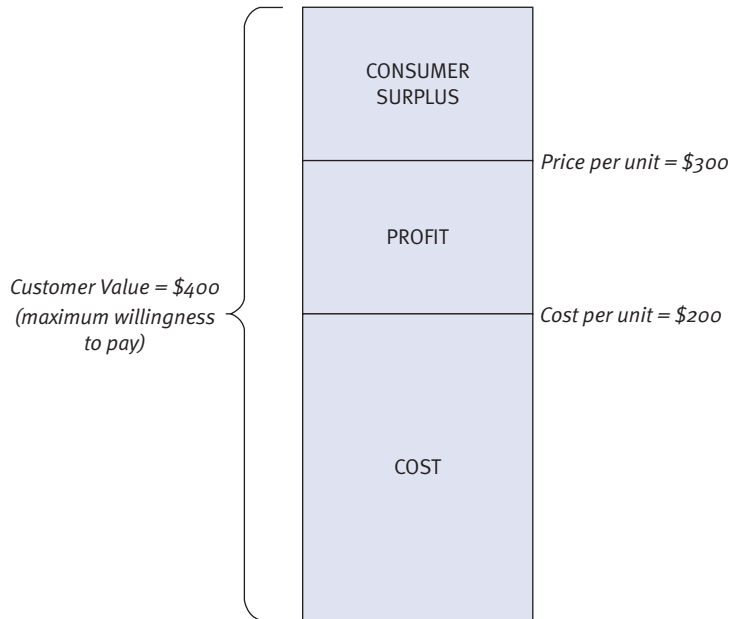 CONSUMER
SURPLUS
Price per unit = $300
PROFIT
Customer Value = $400
(maximum willingness
to pay)
Cost per unit = $200
COST